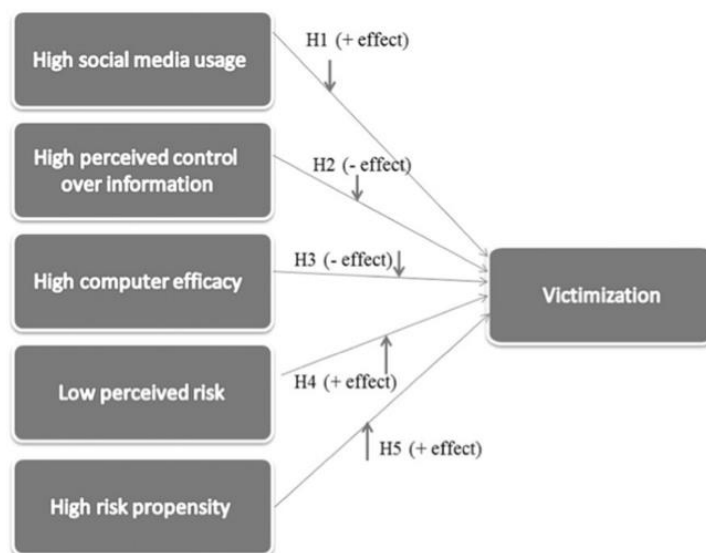 High social media usage
H1 (+ effect)
High perceived control
over information
H2 (- effect)
High computer efficacy
H3 (- effect)
Victimization
Low perceived risk
H4 (+ effect)
H5 (+ effect)
High risk propensity